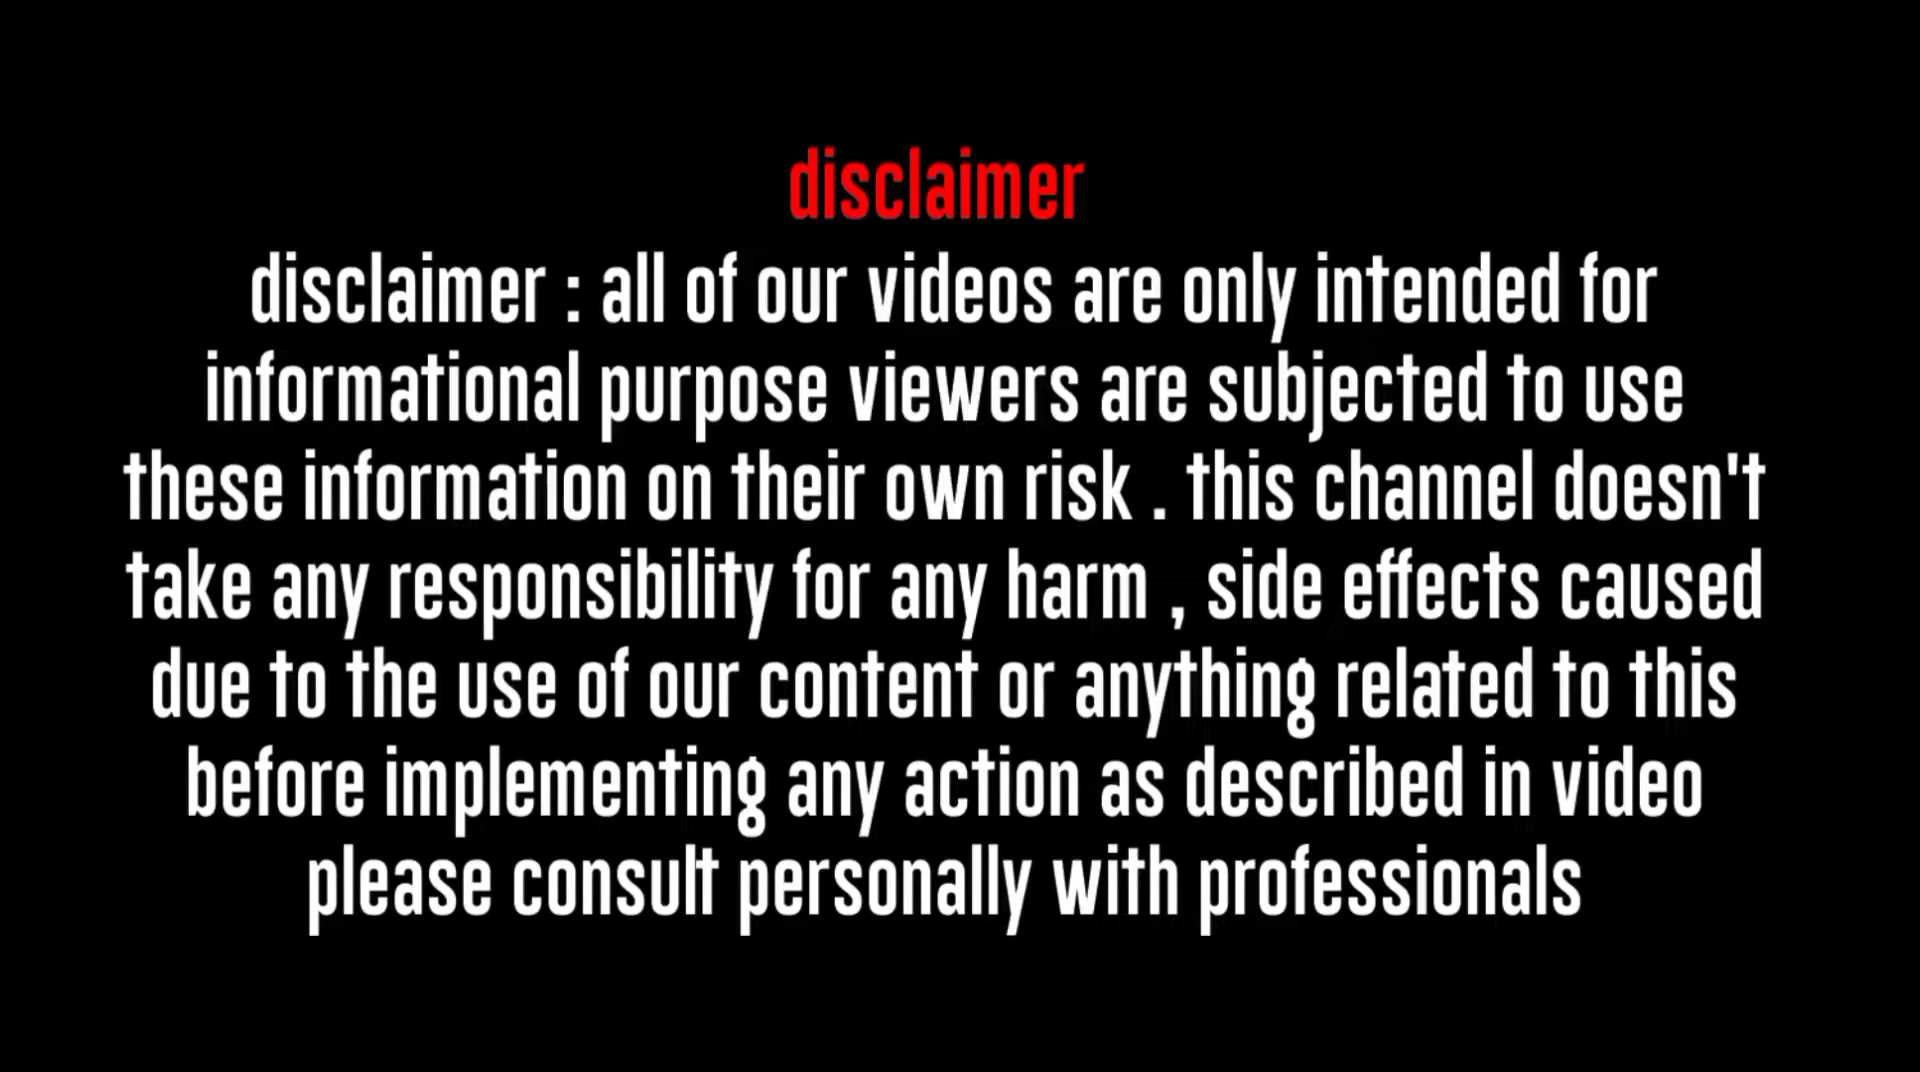 disclaimer
disclaimer : all of our videos are only intended for
informational purpose viewers are subjected to use
these information on their own risk . this channel doesn't
take any responsibility for any harm , side effects caused
due to the use of our content or anything related to this
before implementing any action as described in video
please consult personally with professionals